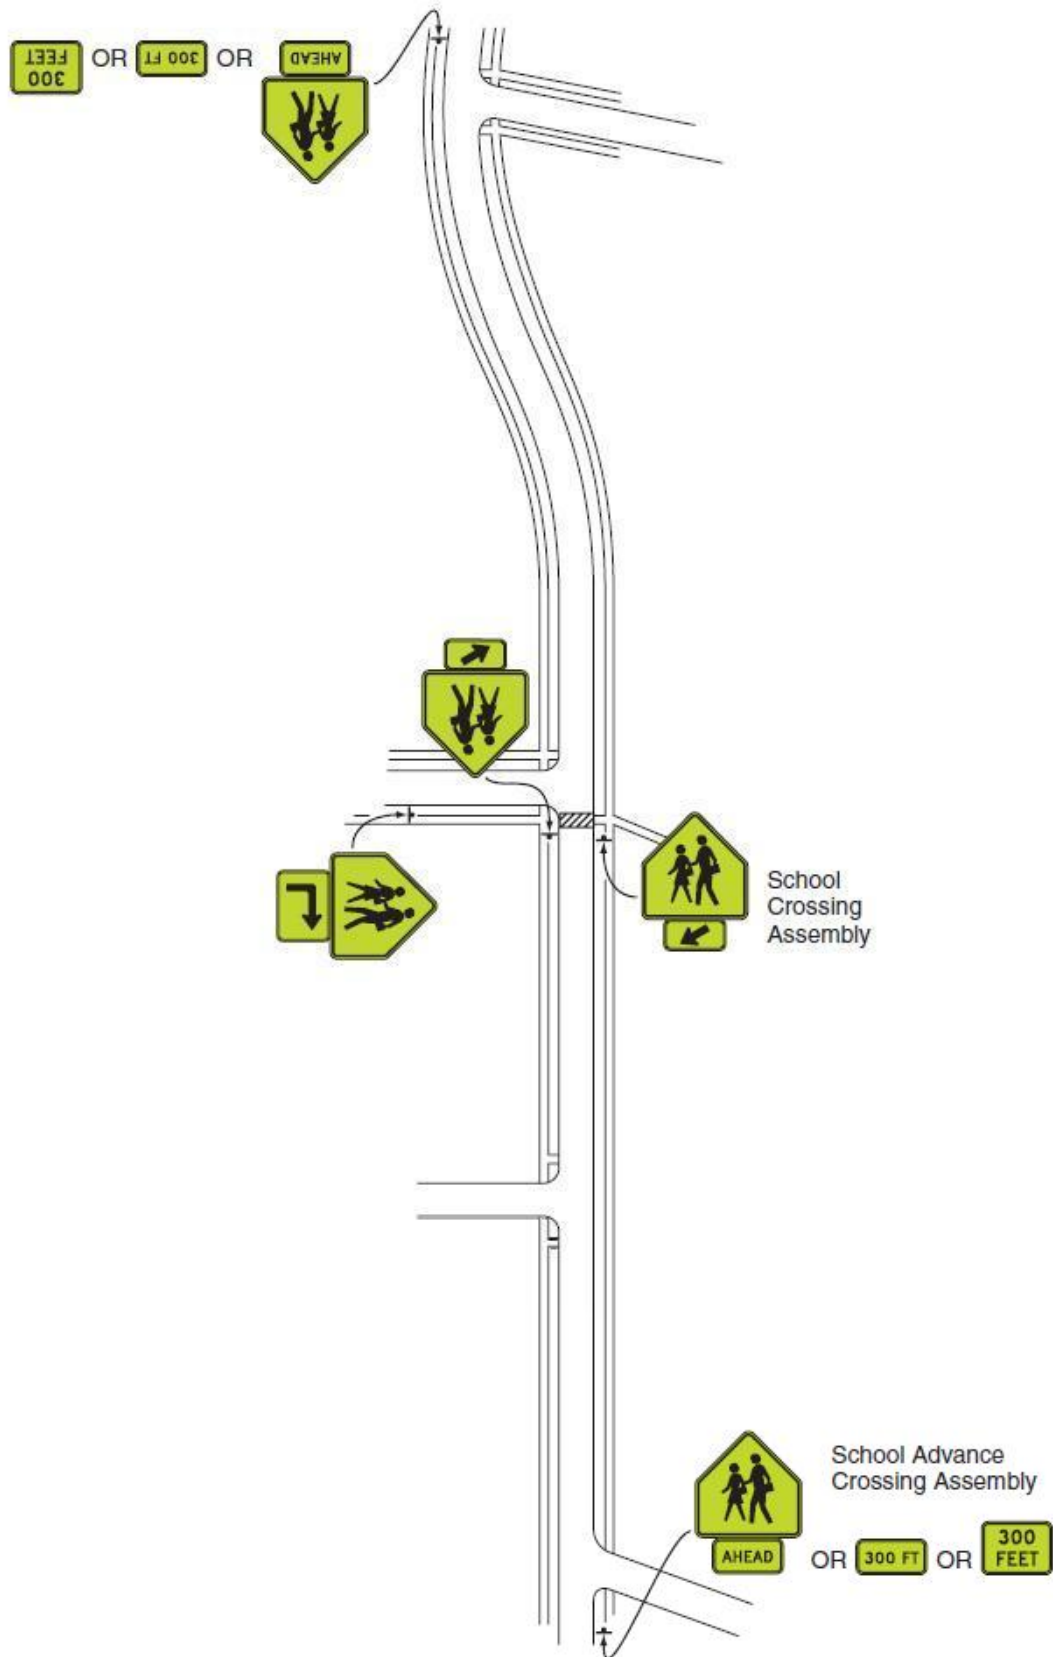 300
FEET
OR
300 FT
OR
AHEAD
School
Crossing
Assembly
School Advance
Crossing Assembly
AHEAD
OR
300 FT
OR
300
FEET